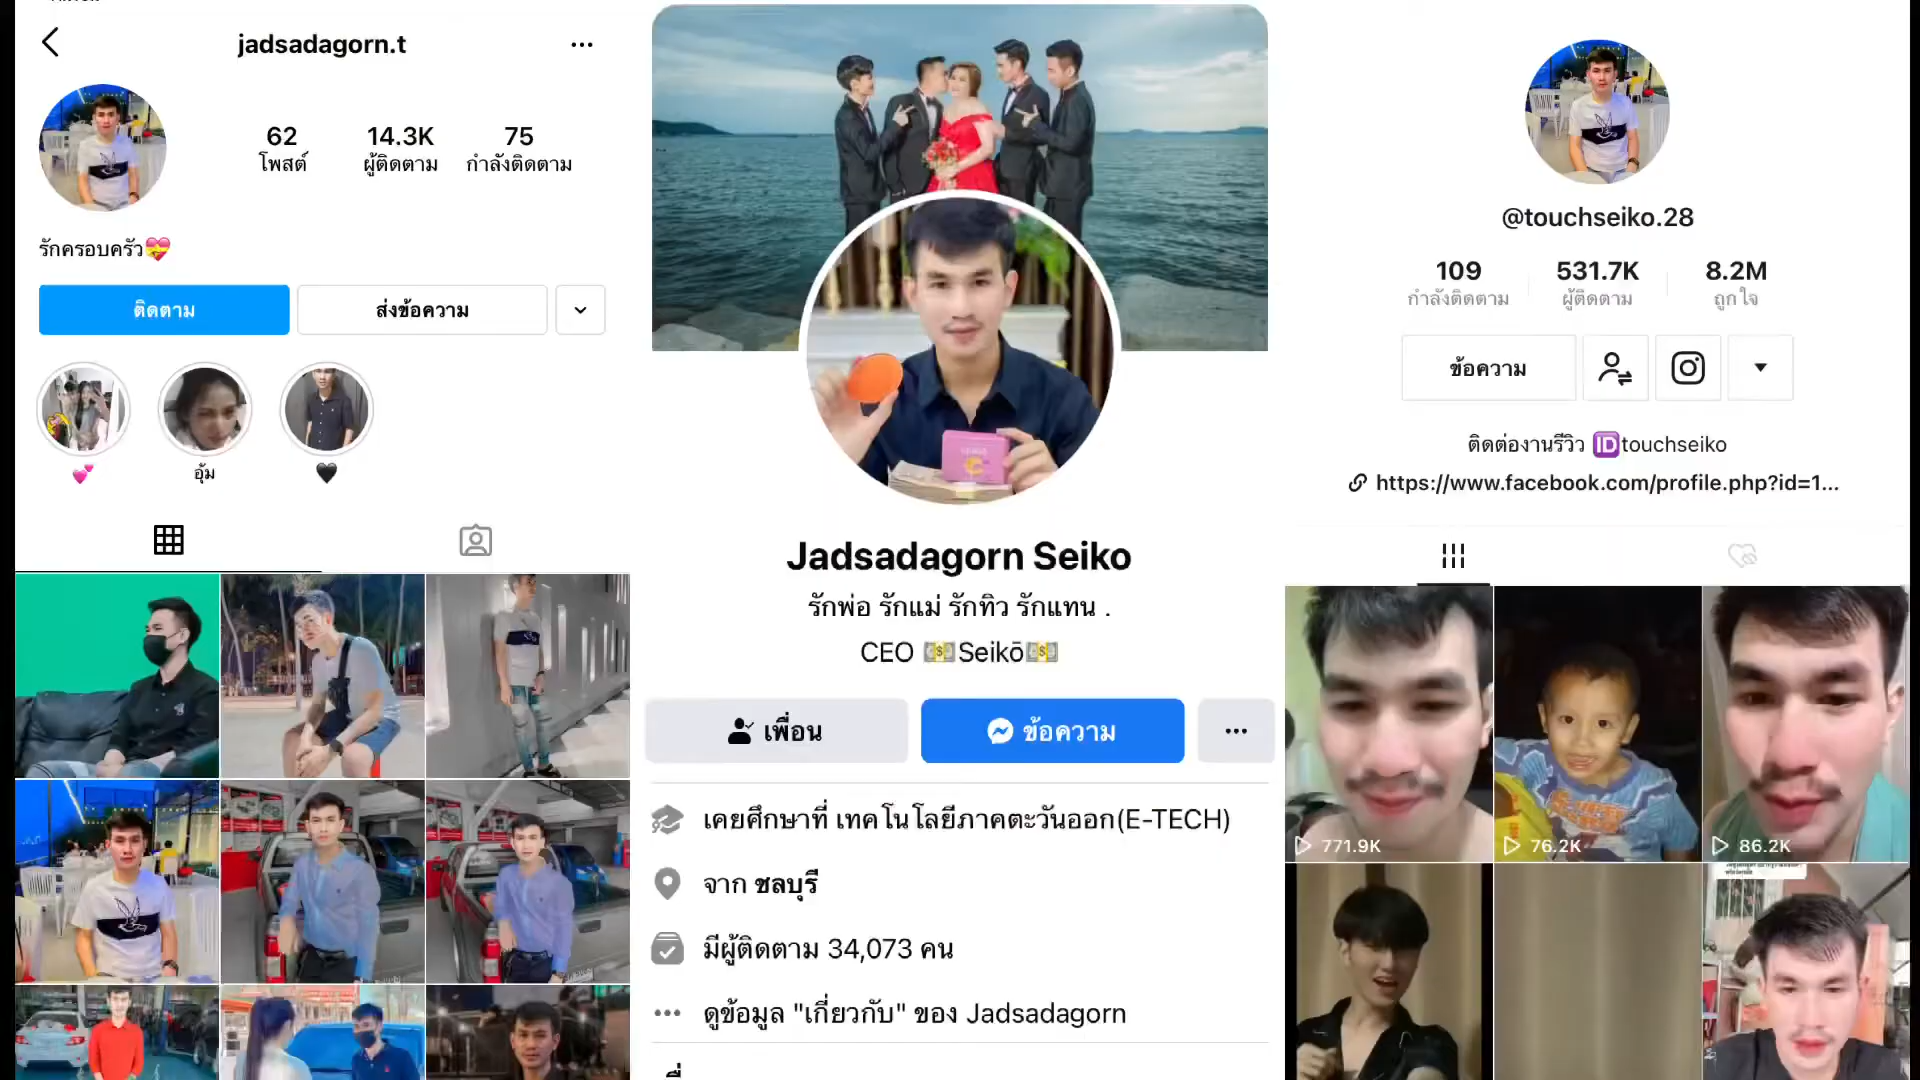 jadsadagorn.t
62
14.3K
75
โพสต์
ผู้ติดตาม
กำลังติดตาม
รักครอบครัว💝
ติดตาม
ส่งข้อความ
💕
อุ้ม
🖤
Jadsadagorn Seiko
รักพ่อ รักแม่ รักทิว รักแทน .
CEO 💵Seikō💵
เพื่อน
ข้อความ
เคยศึกษาที่ เทคโนโลยีภาคตะวันออก(E-TECH)
จาก ชลบุรี
มีผู้ติดตาม 34,073 คน
ดูข้อมูล "เกี่ยวกับ" ของ Jadsadagorn
@touchseiko.28
109
531.7K
8.2M
กำลังติดตาม
ผู้ติดตาม
ถูกใจ
ข้อความ
ติดต่องานรีวิว 🆔touchseiko
https://www.facebook.com/profile.php?id=1...
771.9K
76.2K
86.2K